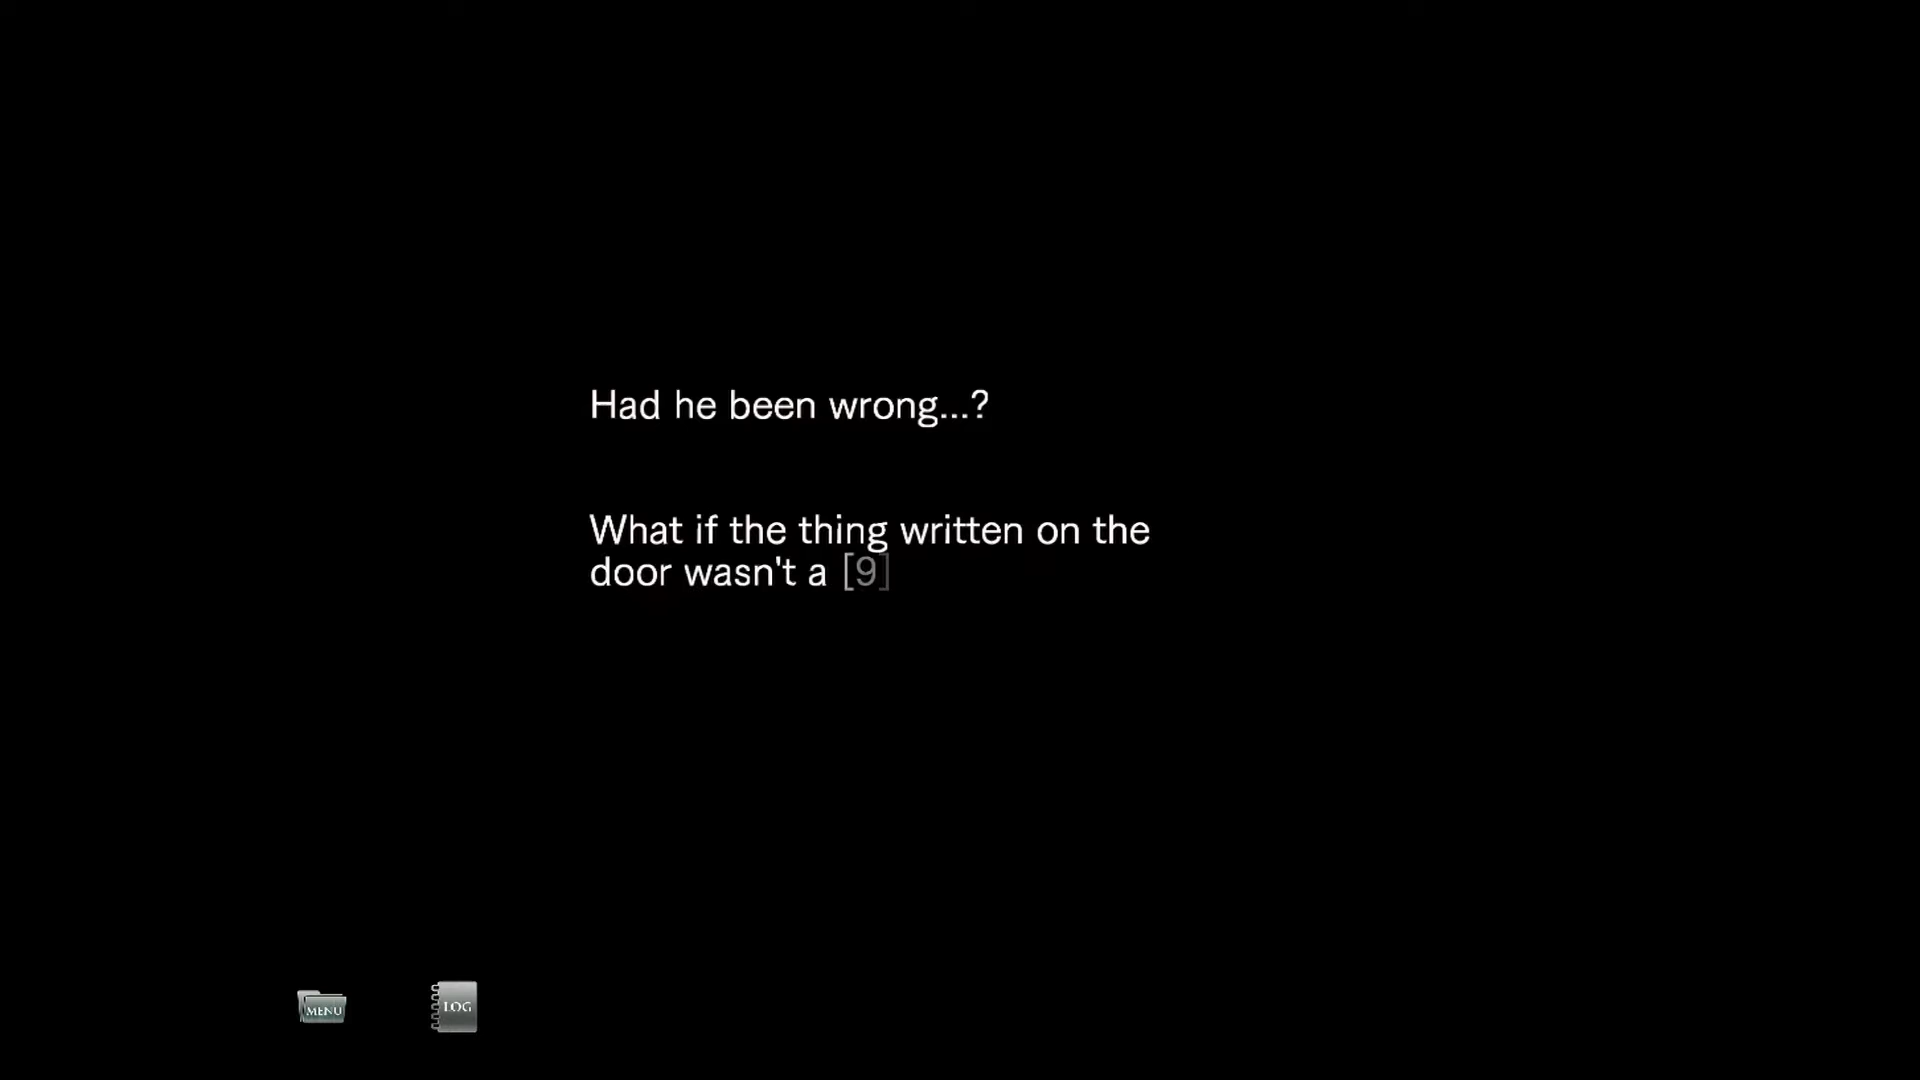 Had he been wrong...?
What if the thing written on the
door wasn't a [9]
MENU
LOG